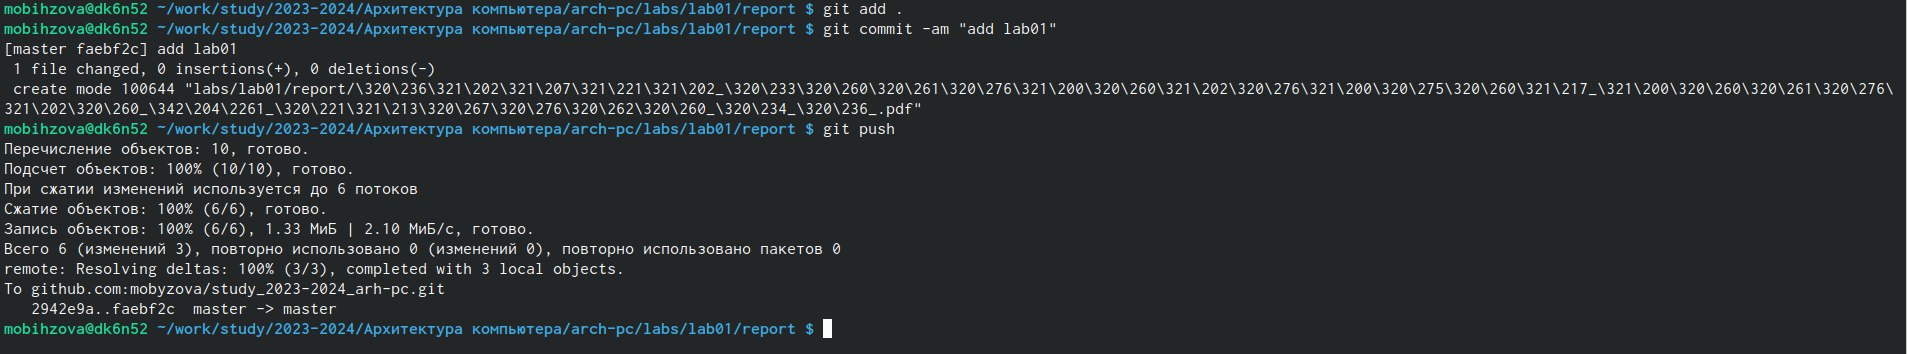 mobihzova@dk6n52 ~/work/study/2023-2024/Архитектура компьютера/arch-pc/labs/lab01/report $ git add .
mobihzova@dk6n52 ~/work/study/2023-2024/Архитектура компьютера/arch-pc/labs/lab01/report $ git commit -am "add lab01"
[master faebf2c] add lab01
 1 file changed, 0 insertions(+), 0 deletions(-)
 create mode 100644 "labs/lab01/report/\320\236\321\202\321\207\321\221\321\202_\320\233\320\260\320\261\320\276\321\200\320\260\321\202\320\276\321\200\320\275\320\260\321\217_\321\200\320\260\320\261\320\276\
321\202\320\260_\342\204\2261_\320\221\321\213\320\267\320\276\320\262\320\260_\320\234_\320\236_.pdf"
mobihzova@dk6n52 ~/work/study/2023-2024/Архитектура компьютера/arch-pc/labs/lab01/report $ git push
Перечисление объектов: 10, готово.
Подсчет объектов: 100% (10/10), готово.
При сжатии изменений используется до 6 потоков
Сжатие объектов: 100% (6/6), готово.
Запись объектов: 100% (6/6), 1.33 МиБ | 2.10 МиБ/с, готово.
Всего 6 (изменений 3), повторно использовано 0 (изменений 0), повторно использовано пакетов 0
remote: Resolving deltas: 100% (3/3), completed with 3 local objects.
To github.com:mobyzova/study_2023-2024_arh-pc.git
   2942e9a..faebf2c  master -> master
mobihzova@dk6n52 ~/work/study/2023-2024/Архитектура компьютера/arch-pc/labs/lab01/report $